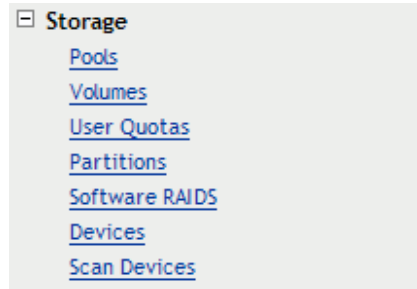 Storage
Pools
Volumes
User Quotas
Partitions
Software RAIDS
Devices
Scan Devices